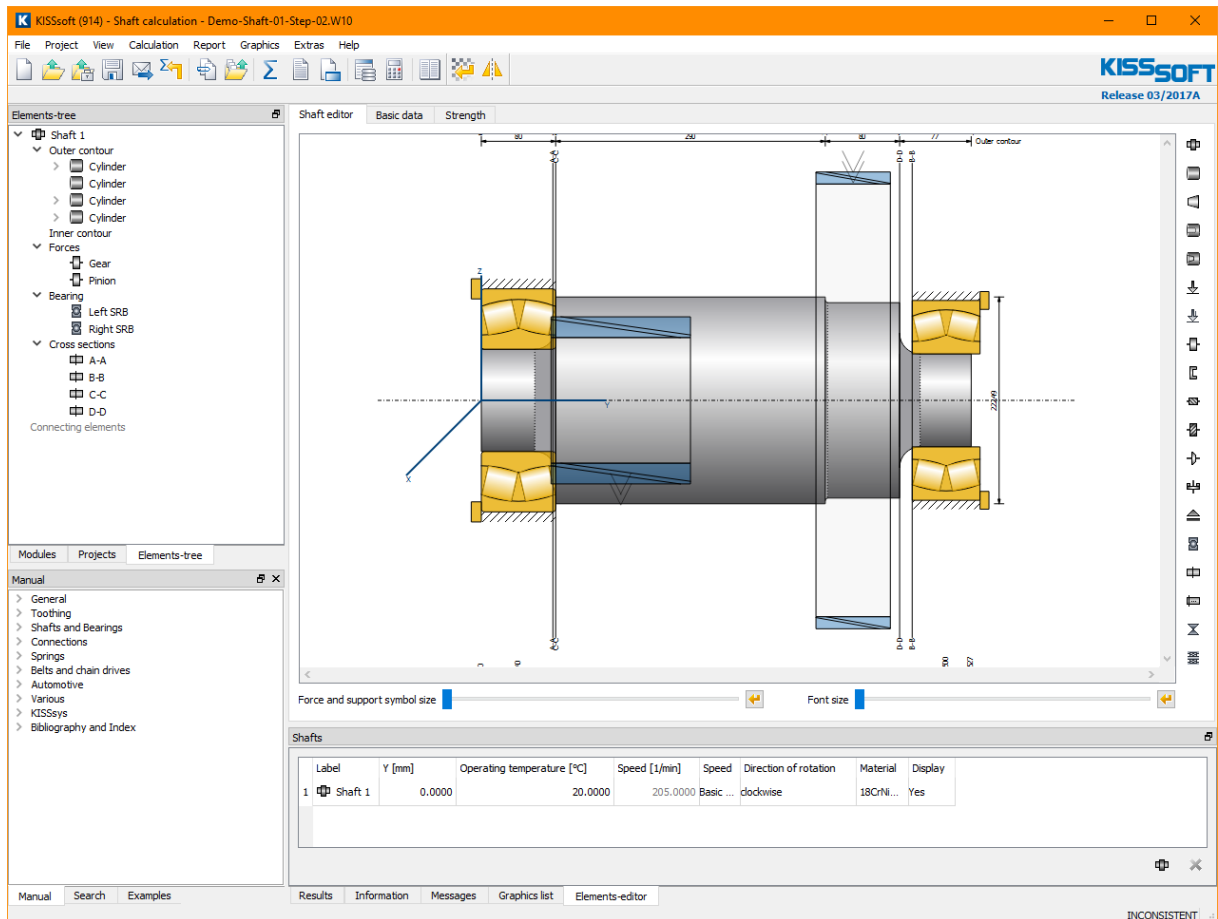 KISSsoft (914) - Shaft calculation - Demo-Shaft-01-Step-02.W10
File Project View Calculation Report Graphics Extras Help
KISSSOFT
Release 03/2017A
Elements-tree
Shaft 1
Outer contour
Cylinder
Cylinder
Cylinder
Cylinder
Inner contour
Forces
Gear
Pinion
Bearing
Left SRB
Right SRB
Cross sections
A-A
B-B
C-C
D-D
Connecting elements
Modules Projects Elements-tree
Manual
General
Toothing
Shafts and Bearings
Connections
Springs
Belts and chain drives
Automotive
Various
KISSsys
Bibliography and Index
Manual Search Examples
Shaft editor Basic data Strength
80 290 80 77 Outer contour
D-D B-B
Z
Y
X
D-D B-B
Force and support symbol size Font size
Shafts
Label Y [mm] Operating temperature [°C] Speed [1/min] Speed Direction of rotation Material Display
1 Shaft 1 0.0000 20.0000 205.0000 Basic ... clockwise 18CrNi... Yes
Results Information Messages Graphics list Elements-editor
INCONSISTENT